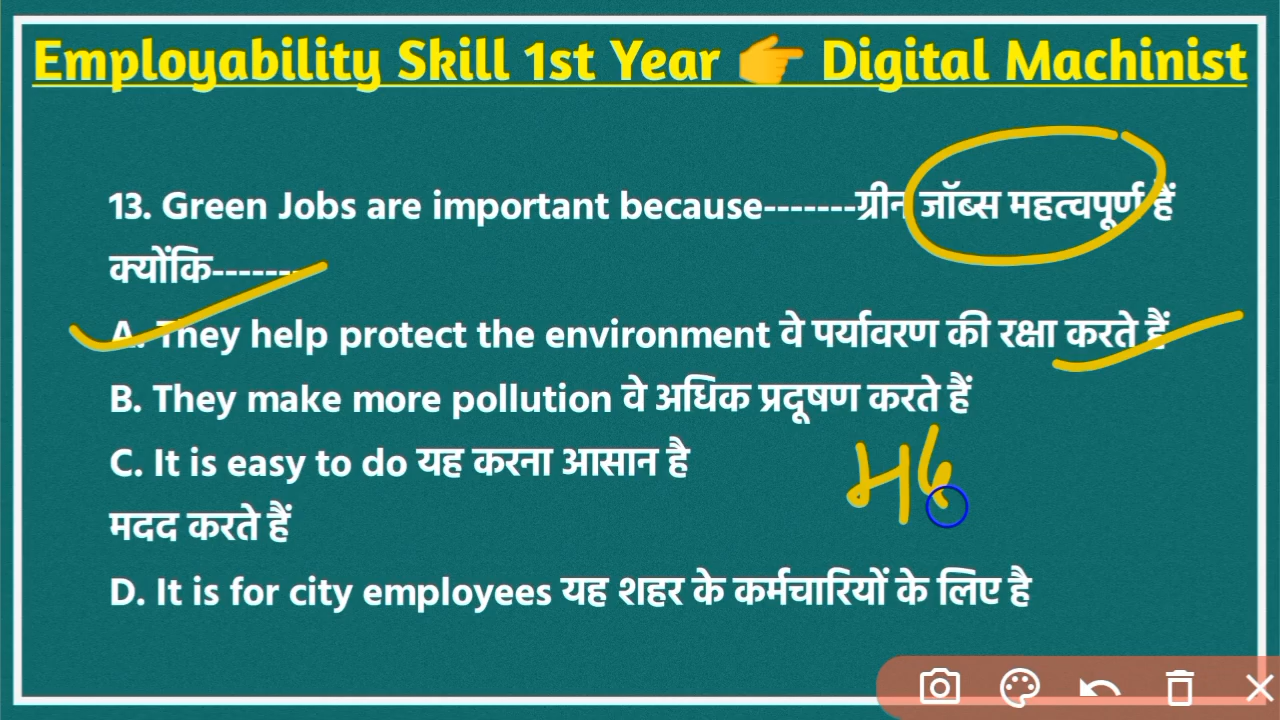 Employability Skill 1st Year 👉 Digital Machinist
13. Green Jobs are important because-------ग्रीन जॉब्स महत्वपूर्ण हैं
क्योंकि-------
A. They help protect the environment वे पर्यावरण की रक्षा करते हैं
B. They make more pollution वे अधिक प्रदूषण करते हैं
C. It is easy to do यह करना आसान है
मदद करते हैं
D. It is for city employees यह शहर के कर्मचारियों के लिए है